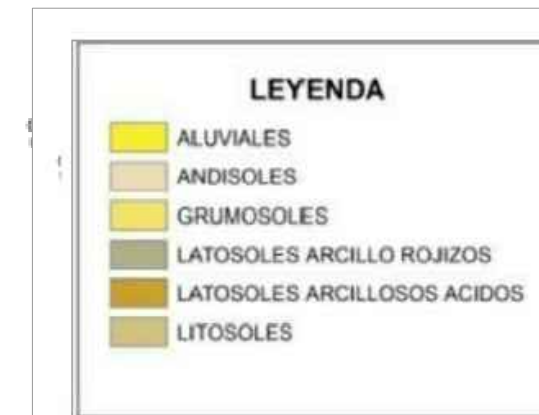 LEYENDA
ALUVIALES
ANDISOLES
GRUMOSOLES
LATOSOLES ARCILLO ROJIZOS
LATOSOLES ARCILLOSOS ACIDOS
LITOSOLES